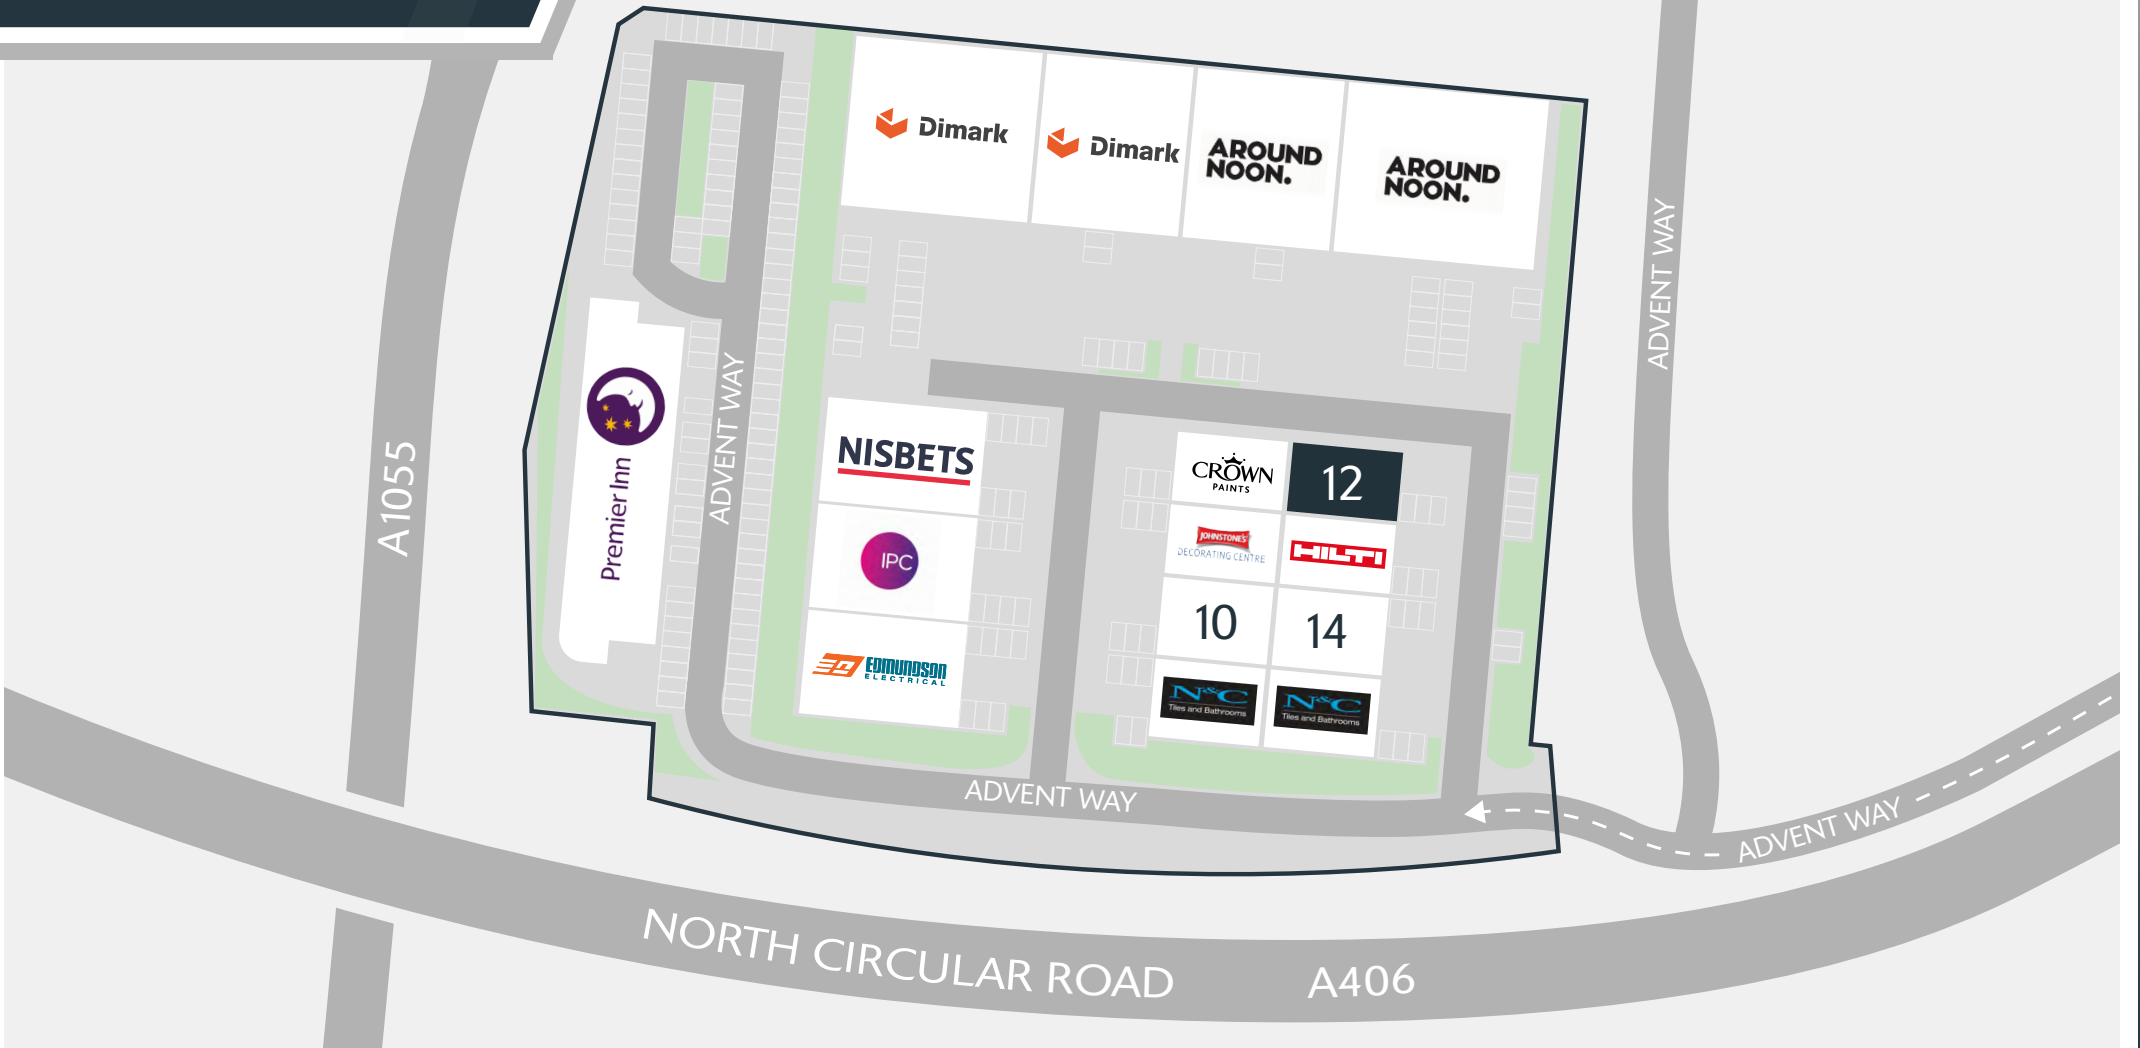 Dimark
Dimark
AROUND
NOON.
AROUND
NOON.
ADVENT WAY
Premier Inn
ADVENT WAY
A1055
NISBETS
CROWN
PAINTS
12
IPC
JOHNSTONE'S
DECORATING CENTRE
HILTI
10
14
EDMUNDSON
ELECTRICAL
N&C
Tiles and Bathrooms
N&C
Tiles and Bathrooms
ADVENT WAY
ADVENT WAY
NORTH CIRCULAR ROAD A406